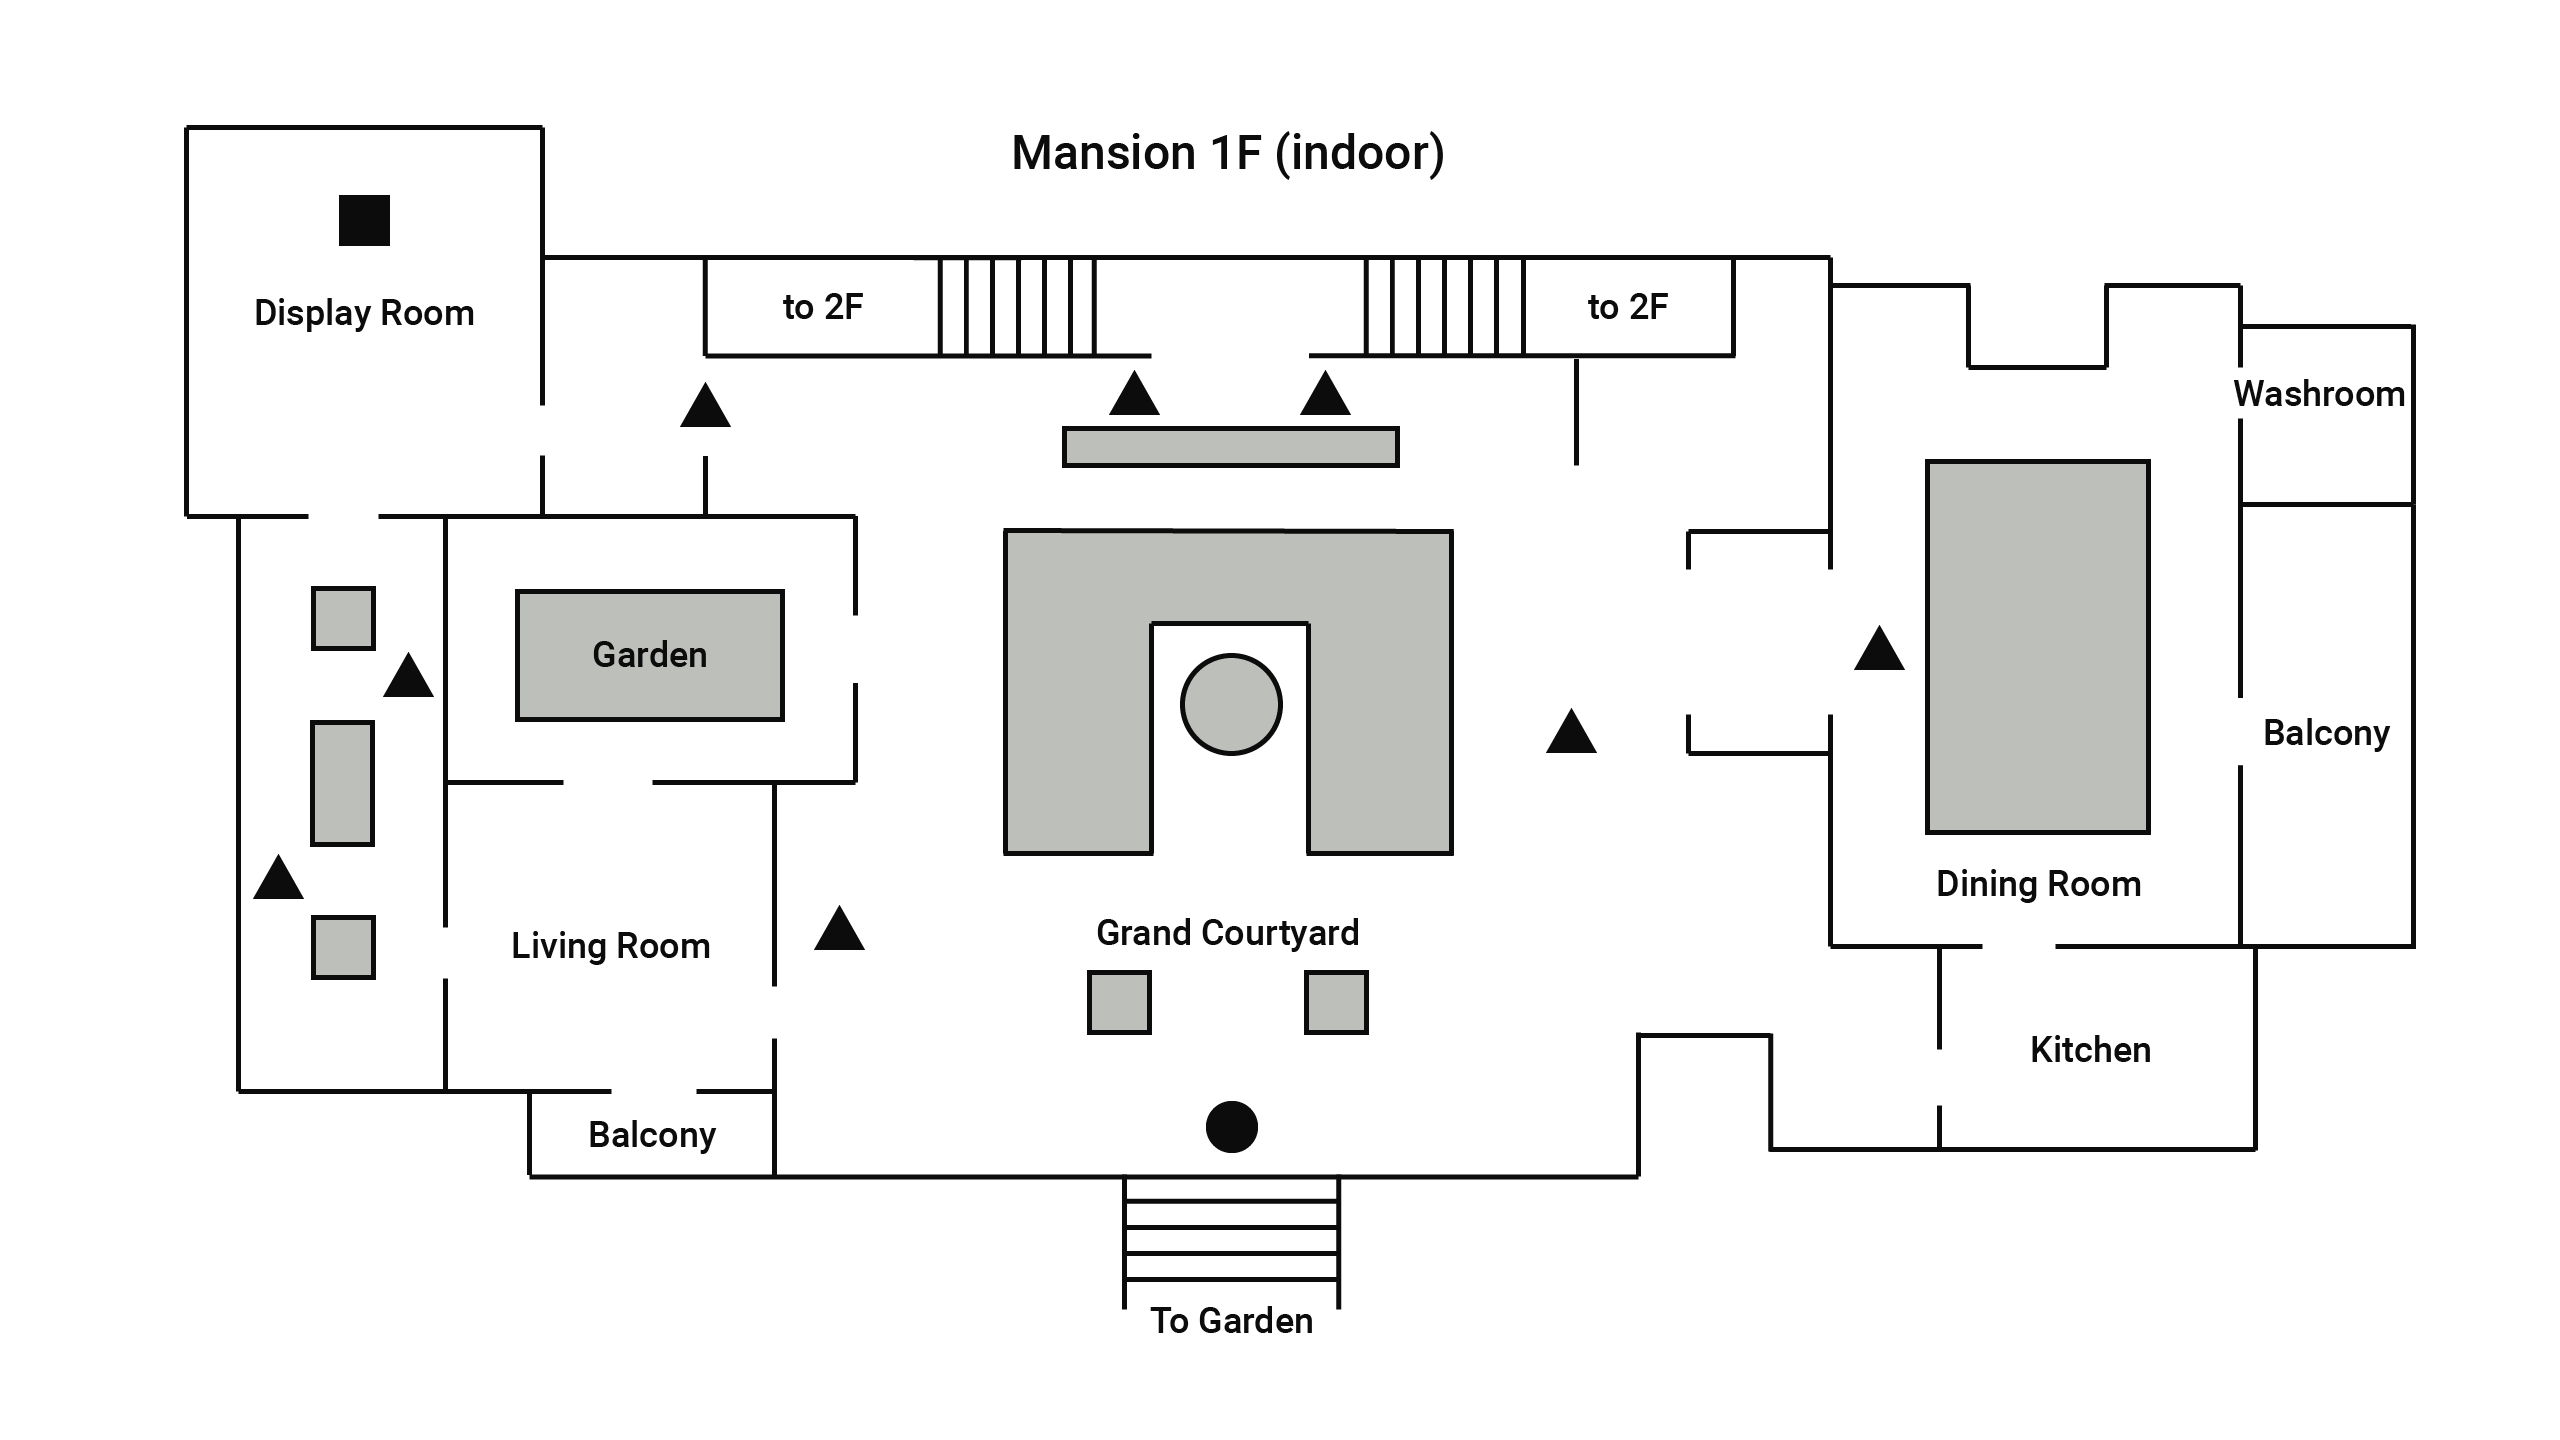 Mansion 1F (indoor)
Display Room
to 2F
to 2F
Washroom
Garden
Balcony
Dining Room
Grand Courtyard
Living Room
Kitchen
Balcony
To Garden